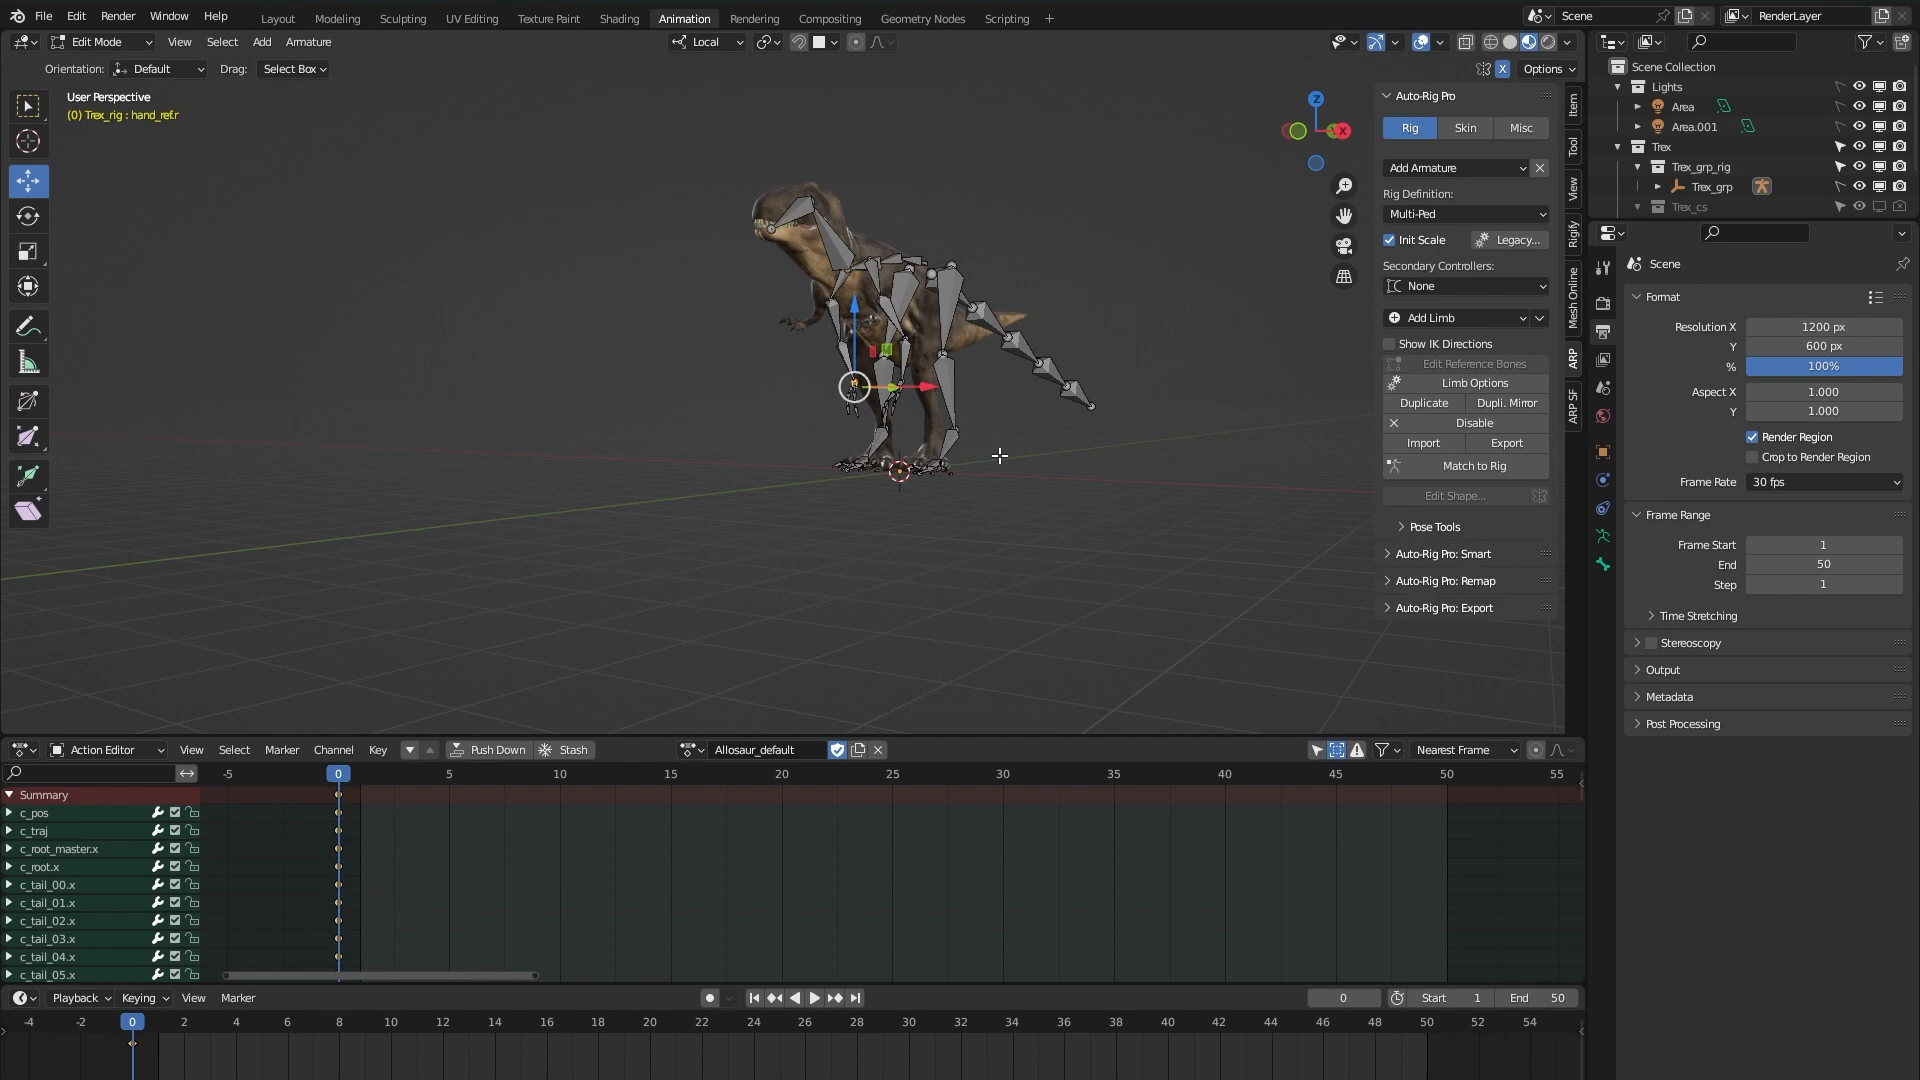 File Edit Render Window Help Layout Modeling Sculpting UV Editing Texture Paint Shading Animation Rendering Compositing Geometry Nodes Scripting + Scene RenderLayer
Edit Mode View Select Add Armature Local
Orientation: Default Drag: Select Box X Options
User Perspective
(0) Trex_rig : hand_ref.r
Z
X
Auto-Rig Pro
Rig Skin Misc
Add Armature
Rig Definition:
Multi-Ped
Init Scale Legacy...
Secondary Controllers:
None
Add Limb
Show IK Directions
Edit Reference Bones
Limb Options
Duplicate Dupli. Mirror
Disable
Import Export
Match to Rig
Edit Shape...
Pose Tools
Auto-Rig Pro: Smart
Auto-Rig Pro: Remap
Auto-Rig Pro: Export
Item
Tool
View
Rigify
Mesh Online
ARP
ARP SF
Scene Collection
Lights
Area
Area.001
Trex
Trex_grp_rig
Trex_grp
Trex_cs
Scene
Format
Resolution X 1200 px
Y 600 px
% 100%
Aspect X 1.000
Y 1.000
Render Region
Crop to Render Region
Frame Rate 30 fps
Frame Range
Frame Start 1
End 50
Step 1
Time Stretching
Stereoscopy
Output
Metadata
Post Processing
Action Editor View Select Marker Channel Key Push Down Stash Allosaur_default Nearest Frame
-5 0 5 10 15 20 25 30 35 40 45 50 55
Summary
c_pos
c_traj
c_root_master.x
c_root.x
c_tail_00.x
c_tail_01.x
c_tail_02.x
c_tail_03.x
c_tail_04.x
c_tail_05.x
Playback Keying View Marker 0 Start 1 End 50
-4 -2 0 2 4 6 8 10 12 14 16 18 20 22 24 26 28 30 32 34 36 38 40 42 44 46 48 50 52 54